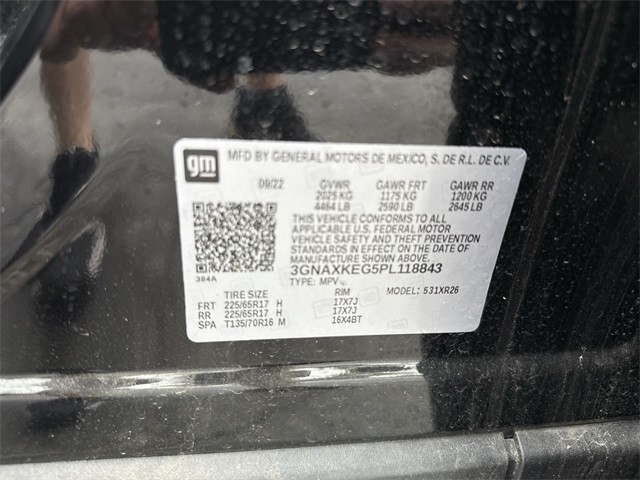 gm
MFD BY GENERAL MOTORS DE MEXICO, S. DE R.L. DE C.V.
09/22 GVWR GAWR FRT GAWR RR
2025 KG 1175 KG 1200 KG
4464 LB 2590 LB 2645 LB
THIS VEHICLE CONFORMS TO ALL
APPLICABLE U.S. FEDERAL MOTOR
VEHICLE SAFETY AND THEFT PREVENTION
STANDARDS IN EFFECT ON THE DATE OF
MANUFACTURE SHOWN ABOVE.
3GNAXKEG5PL118843
394A TYPE: MPV MODEL: 531XR26
TIRE SIZE RIM
FRT 225/65R17 H 17X7J
RR 225/65R17 H 17X7J
SPA T135/70R16 M 16X4BT